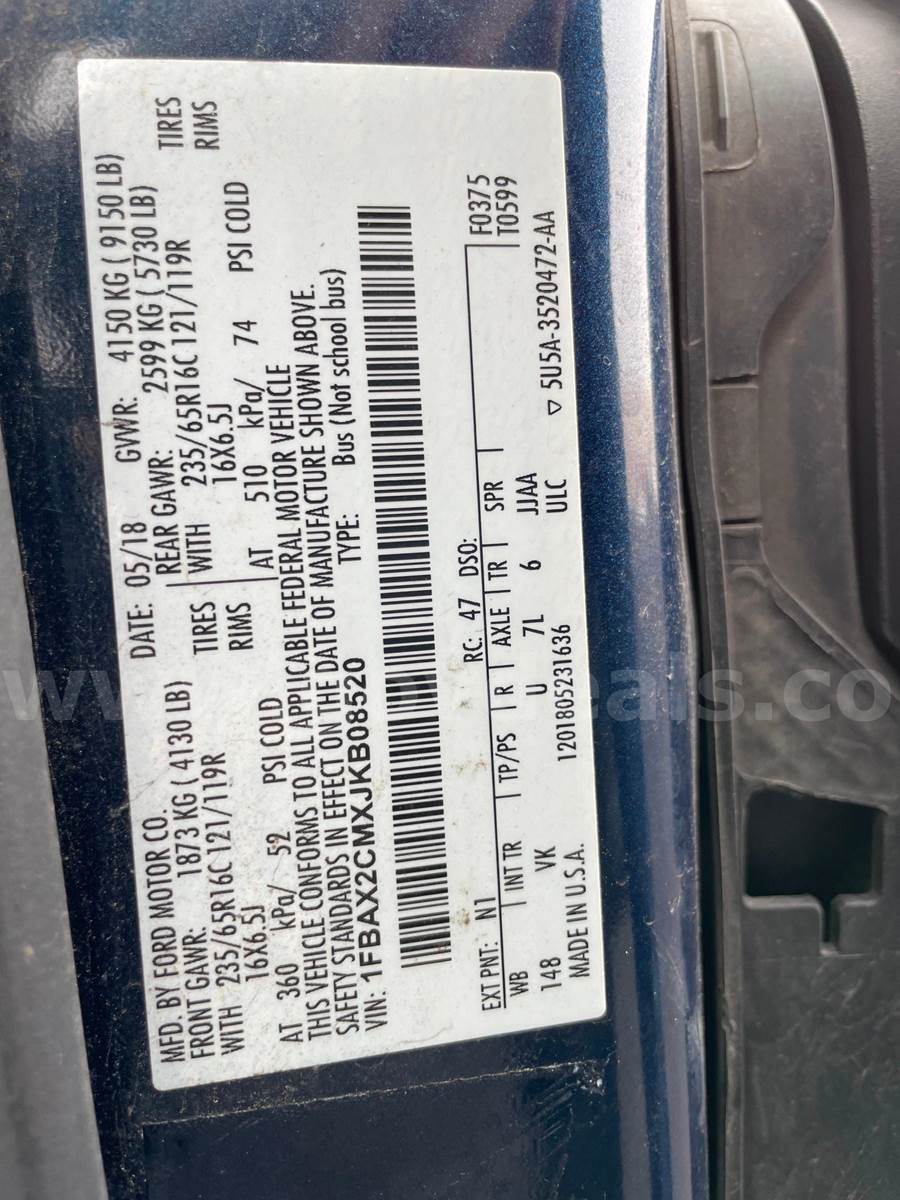 MFD. BY FORD MOTOR CO. DATE: 05/18 GVWR: 4150 KG ( 9150 LB)
FRONT GAWR: 1873 KG ( 4130 LB) REAR GAWR: 2599 KG ( 5730 LB)
WITH 235/65R16C 121/119R TIRES WITH 235/65R16C 121/119R TIRES
16X6.5J RIMS 16X6.5J RIMS
AT 360 kPa/ 52 PSI COLD AT 510 kPa/ 74 PSI COLD
THIS VEHICLE CONFORMS TO ALL APPLICABLE FEDERAL MOTOR VEHICLE
SAFETY STANDARDS IN EFFECT ON THE DATE OF MANUFACTURE SHOWN ABOVE.
VIN: 1FBAX2CMXJKB08520 TYPE: Bus (Not school bus)
EXT PNT: N1 RC: 47 DSO: F0375
WB INT TR TP/PS R AXLE TR SPR T0599
148 VK U 7L 6 JJAA
MADE IN U.S.A. 1201805231636 ULC ▽ 5U5A-3520472-AA